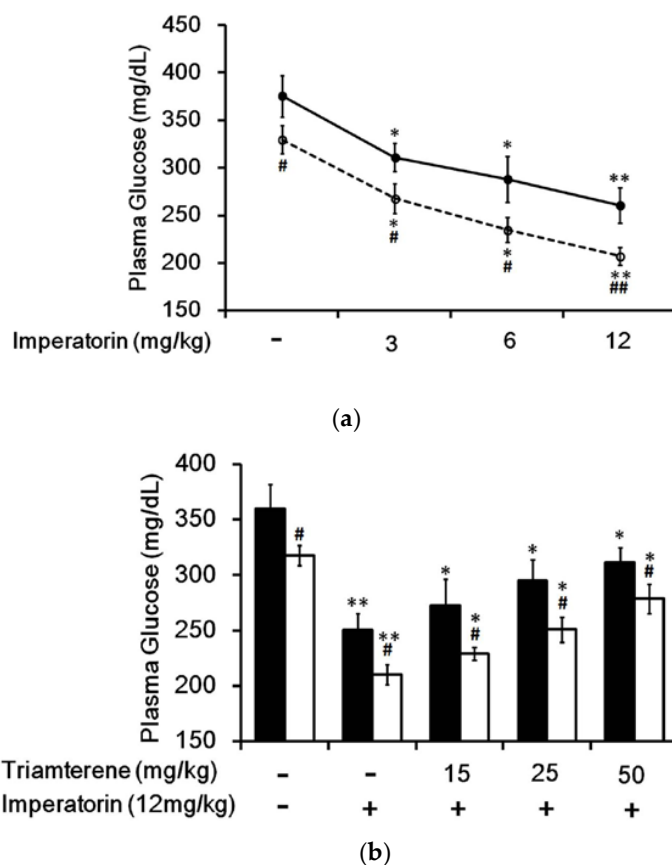 450
400
350
300
250
200
150
Plasma Glucose (mg/dL)
* * **
#
* * **
# # ##
Imperatorin (mg/kg) - 3 6 12
(a)
400
350
300
250
200
150
Plasma Glucose (mg/dL)
# ** ** # * * # * * # * * #
Triamterene (mg/kg) - - 15 25 50
Imperatorin (12mg/kg) - + + + +
(b)